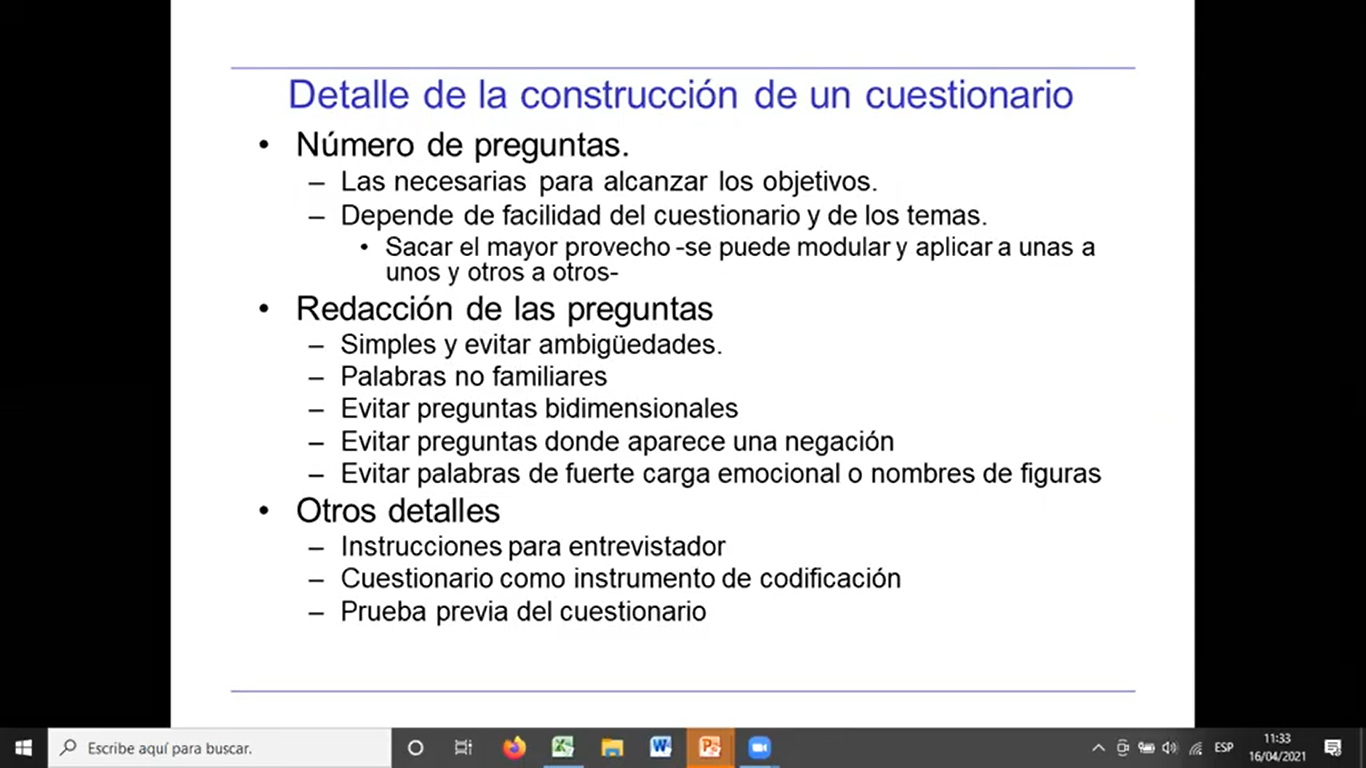 Detalle de la construcción de un cuestionario
• Número de preguntas.
– Las necesarias para alcanzar los objetivos.
– Depende de facilidad del cuestionario y de los temas.
• Sacar el mayor provecho -se puede modular y aplicar a unas a
unos y otros a otros-
• Redacción de las preguntas
– Simples y evitar ambigüedades.
– Palabras no familiares
– Evitar preguntas bidimensionales
– Evitar preguntas donde aparece una negación
– Evitar palabras de fuerte carga emocional o nombres de figuras
• Otros detalles
– Instrucciones para entrevistador
– Cuestionario como instrumento de codificación
– Prueba previa del cuestionario
Escribe aquí para buscar.
ESP
11:33
16/04/2021